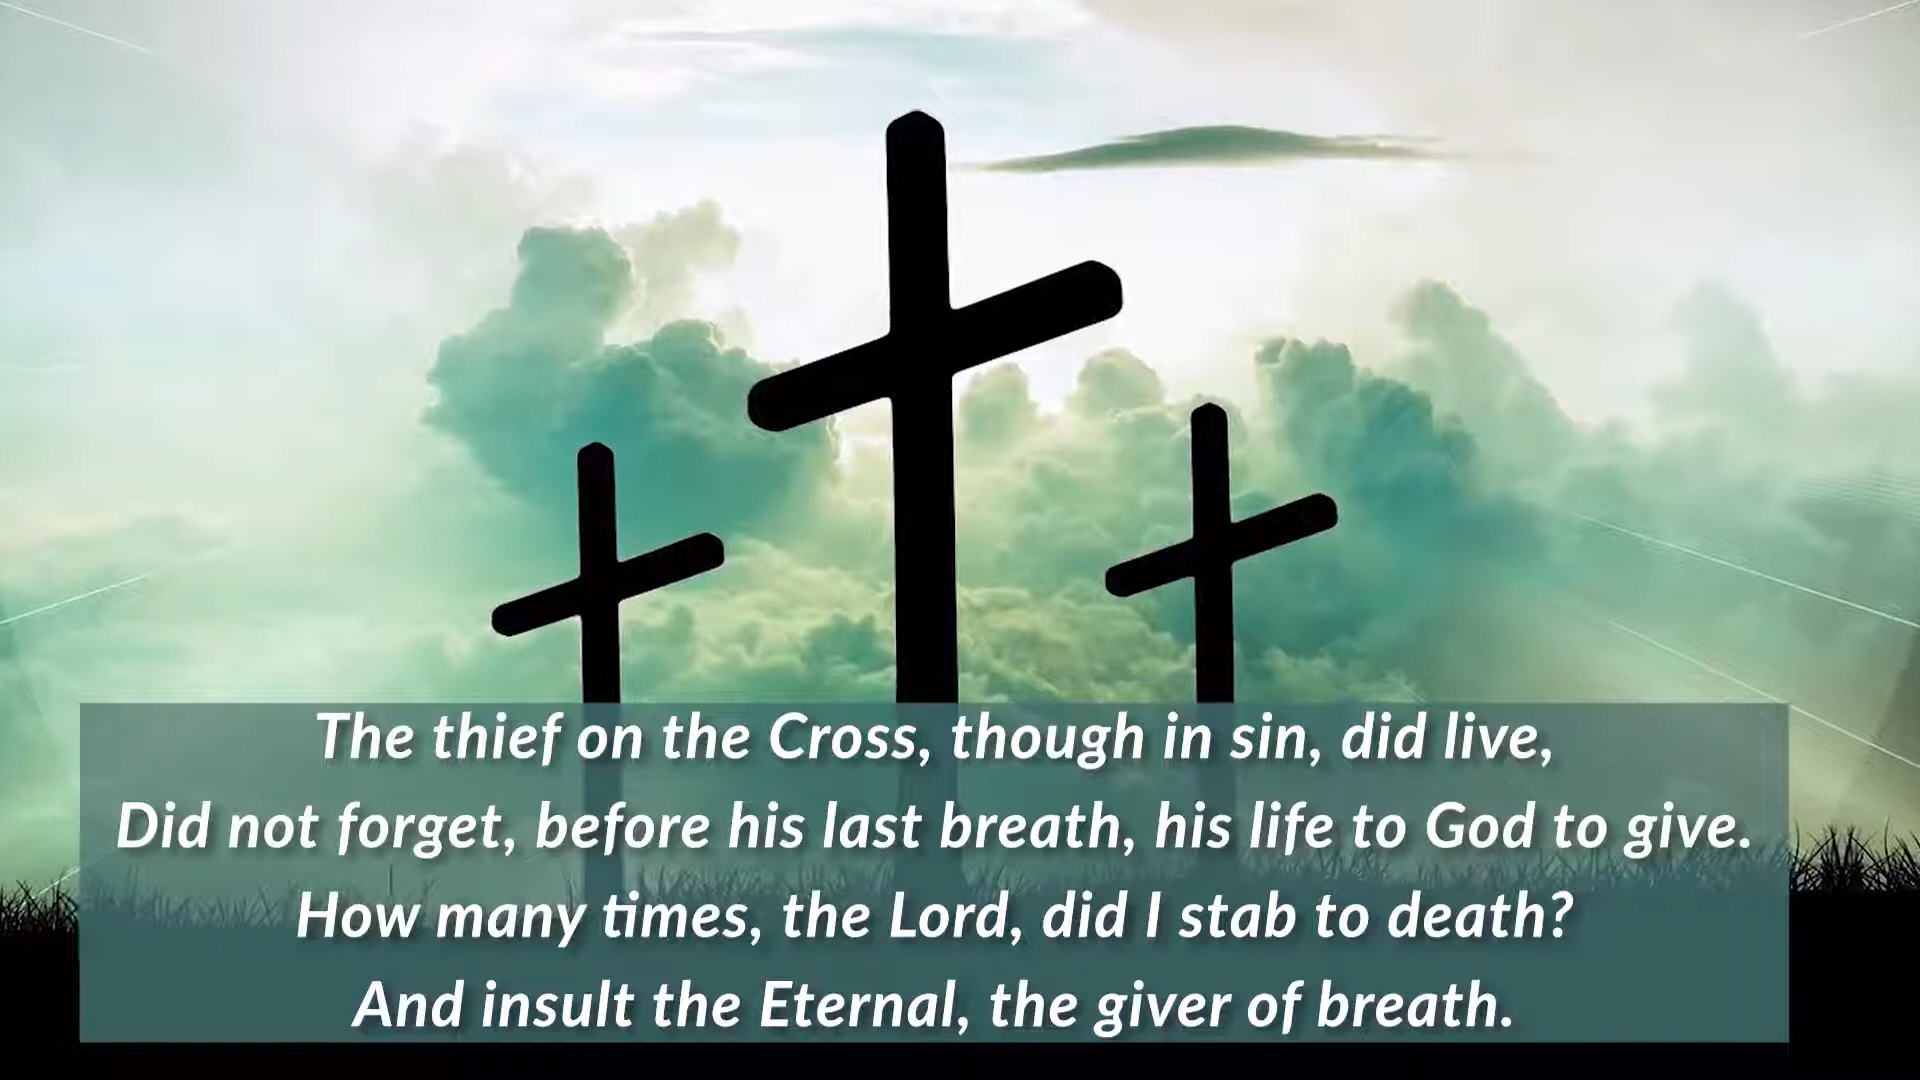 The thief on the Cross, though in sin, did live,
Did not forget, before his last breath, his life to God to give.
How many times, the Lord, did I stab to death?
And insult the Eternal, the giver of breath.